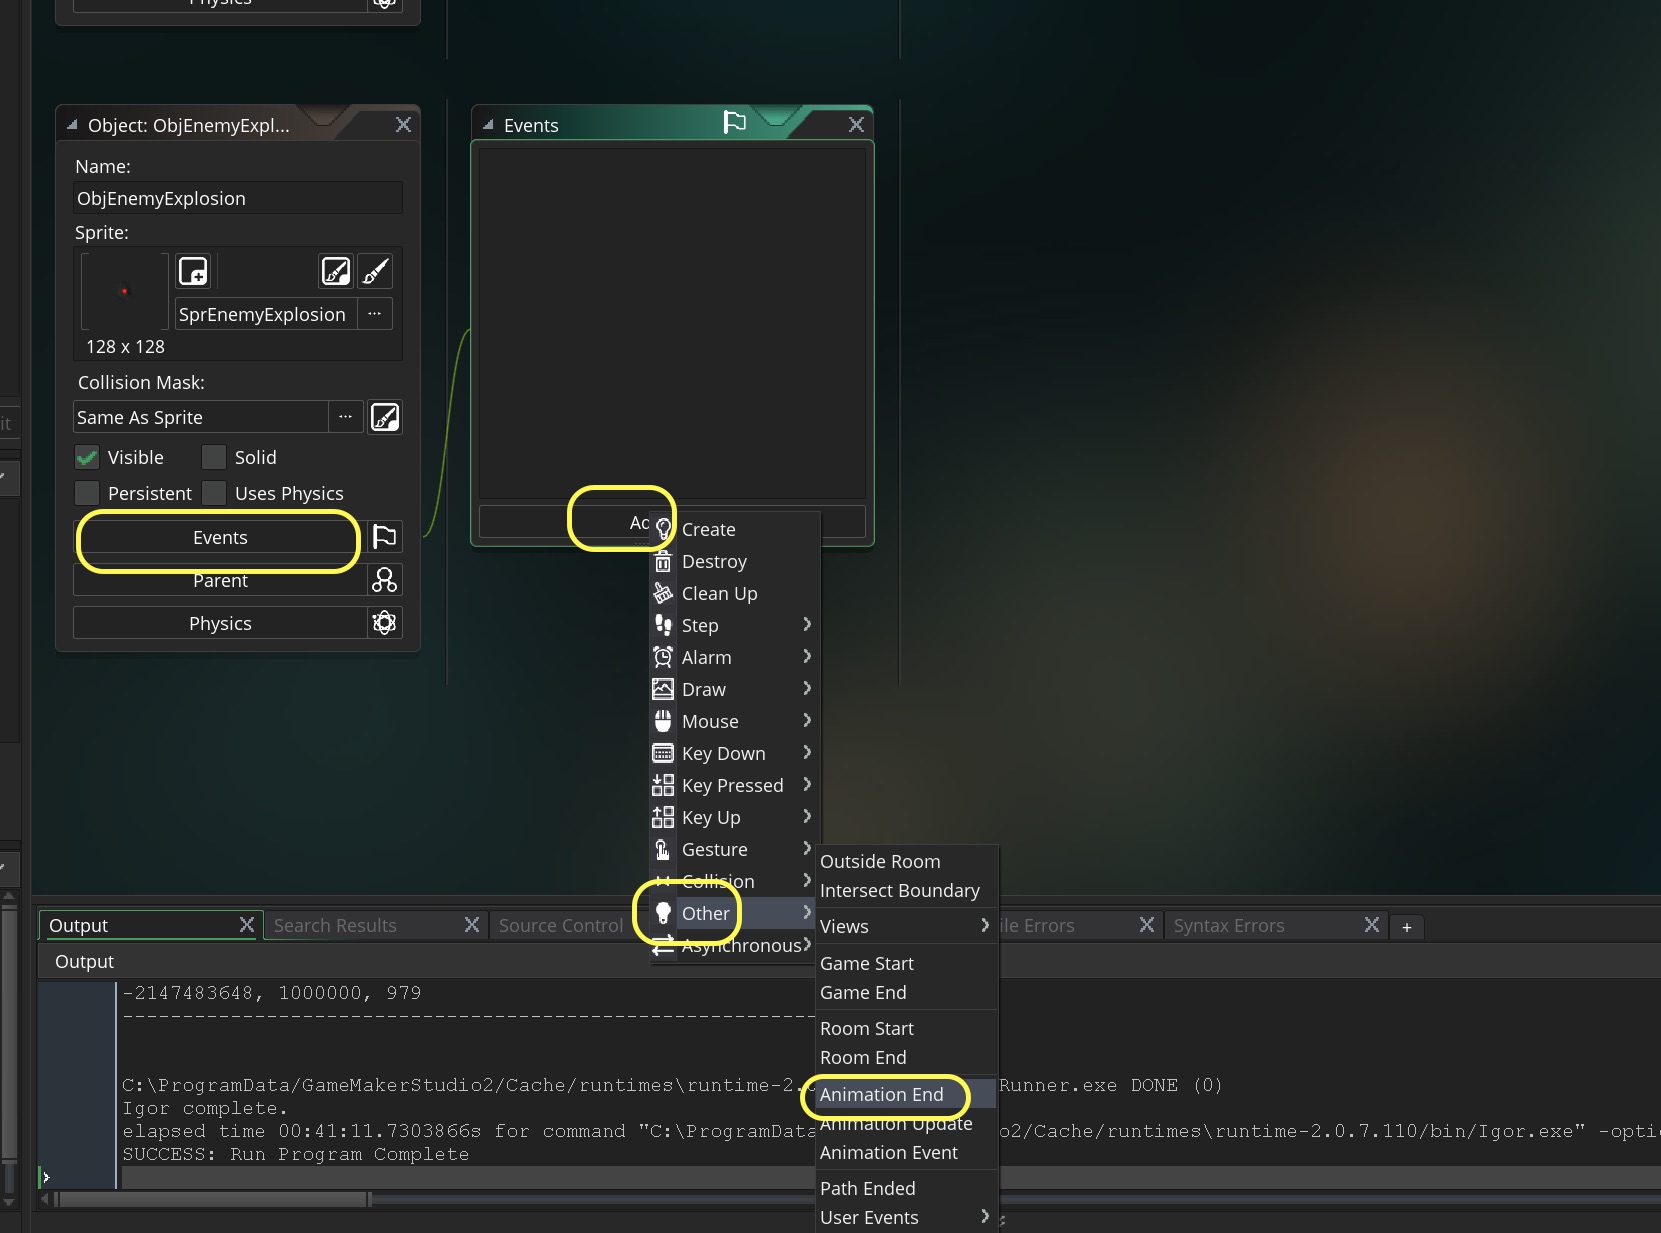 Physics
Object: ObjEnemyExpl...
Name:
ObjEnemyExplosion
Sprite:
SprEnemyExplosion
...
128 x 128
Collision Mask:
Same As Sprite
...
Visible
Solid
Persistent
Uses Physics
Events
Parent
Physics
Events
Create
Destroy
Clean Up
Step
Alarm
Draw
Mouse
Key Down
Key Pressed
Key Up
Gesture
Collision
Other
Asynchronous
Outside Room
Intersect Boundary
Views
Game Start
Game End
Room Start
Room End
Animation End
Animation Update
Animation Event
Path Ended
User Events
Output
Search Results
Source Control
ile Errors
Syntax Errors
+
Output
-2147483648, 1000000, 979
C:\ProgramData/GameMakerStudio2/Cache/runtimes\runtime-2. Runner.exe DONE (0)
Igor complete.
elapsed time 00:41:11.7303866s for command "C:\ProgramData o2/Cache/runtimes\runtime-2.0.7.110/bin/Igor.exe" -opti
SUCCESS: Run Program Complete